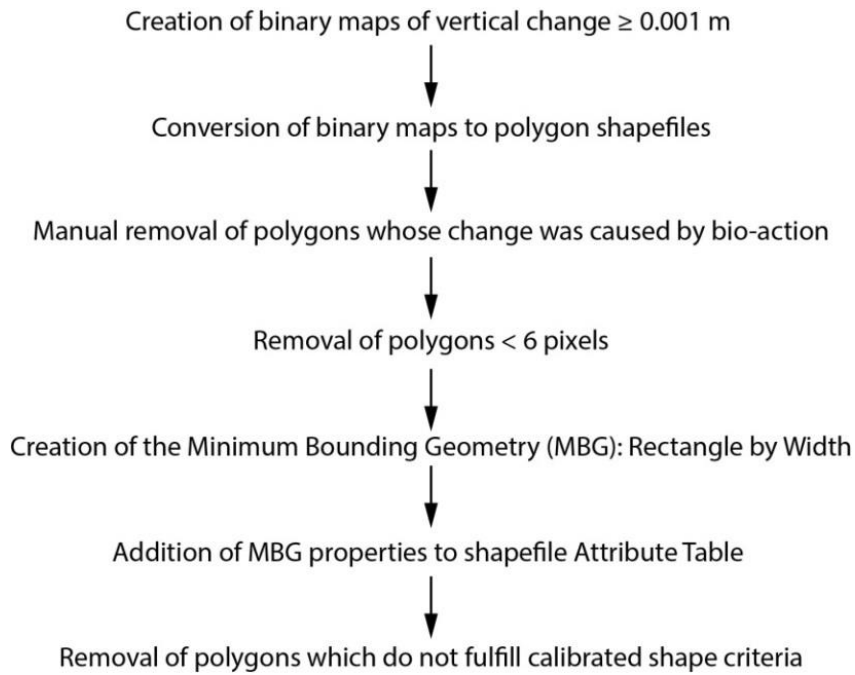 Creation of binary maps of vertical change ≥ 0.001 m
Conversion of binary maps to polygon shapefiles
Manual removal of polygons whose change was caused by bio-action
Removal of polygons < 6 pixels
Creation of the Minimum Bounding Geometry (MBG): Rectangle by Width
Addition of MBG properties to shapefile Attribute Table
Removal of polygons which do not fulfill calibrated shape criteria